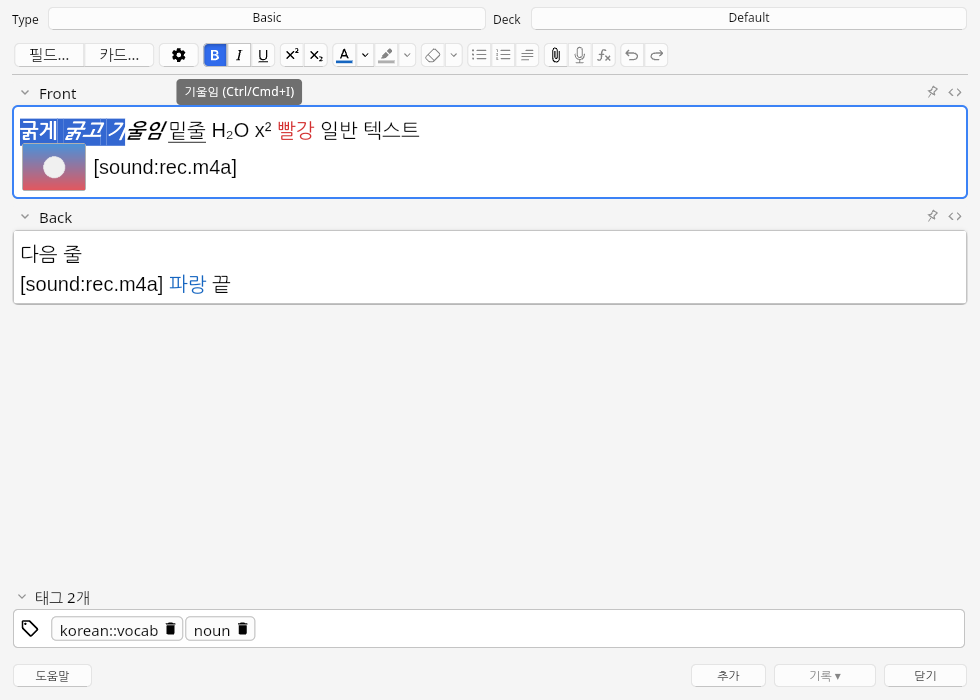 Type Basic Deck Default
필드... 카드... B I U X² X₂ A
기울임 (Ctrl/Cmd+I)
Front
굵게 굵고 기울임 밑줄 H₂O x² 빨강 일반 텍스트
[sound:rec.m4a]
Back
다음 줄
[sound:rec.m4a] 파랑 끝
태그 2개
korean::vocab noun
도움말 추가 기록 ▾ 닫기